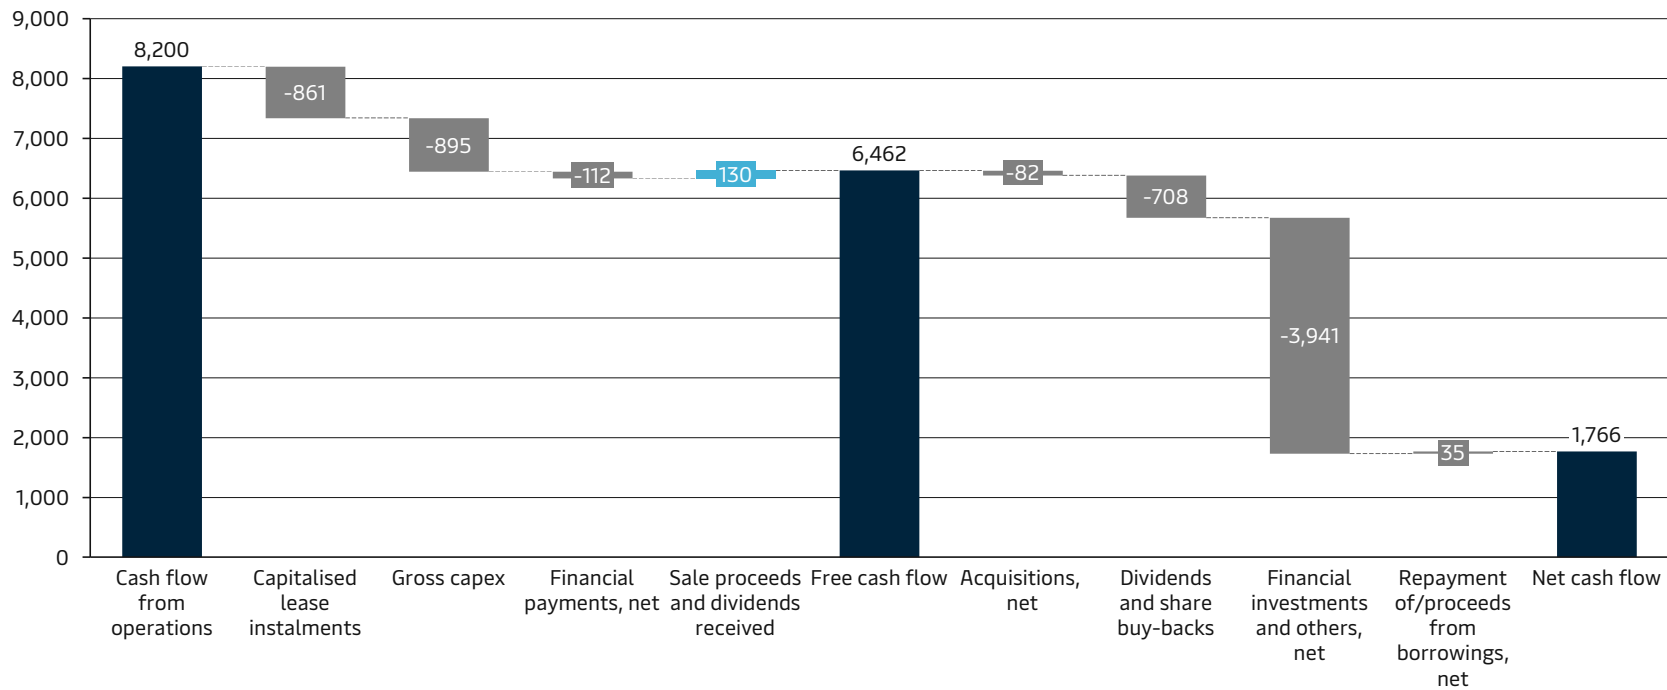 9,000
8,000
7,000
6,000
5,000
4,000
3,000
2,000
1,000
0
8,200
-861
-895
-112
130
6,462
-82
-708
-3,941
35
1,766
Cash flow
from
operations
Capitalised
lease
instalments
Gross capex
Financial
payments, net
Sale proceeds
and dividends
received
Free cash flow
Acquisitions,
net
Dividends
and share
buy-backs
Financial
investments
and others,
net
Repayment
of/proceeds
from
borrowings,
net
Net cash flow